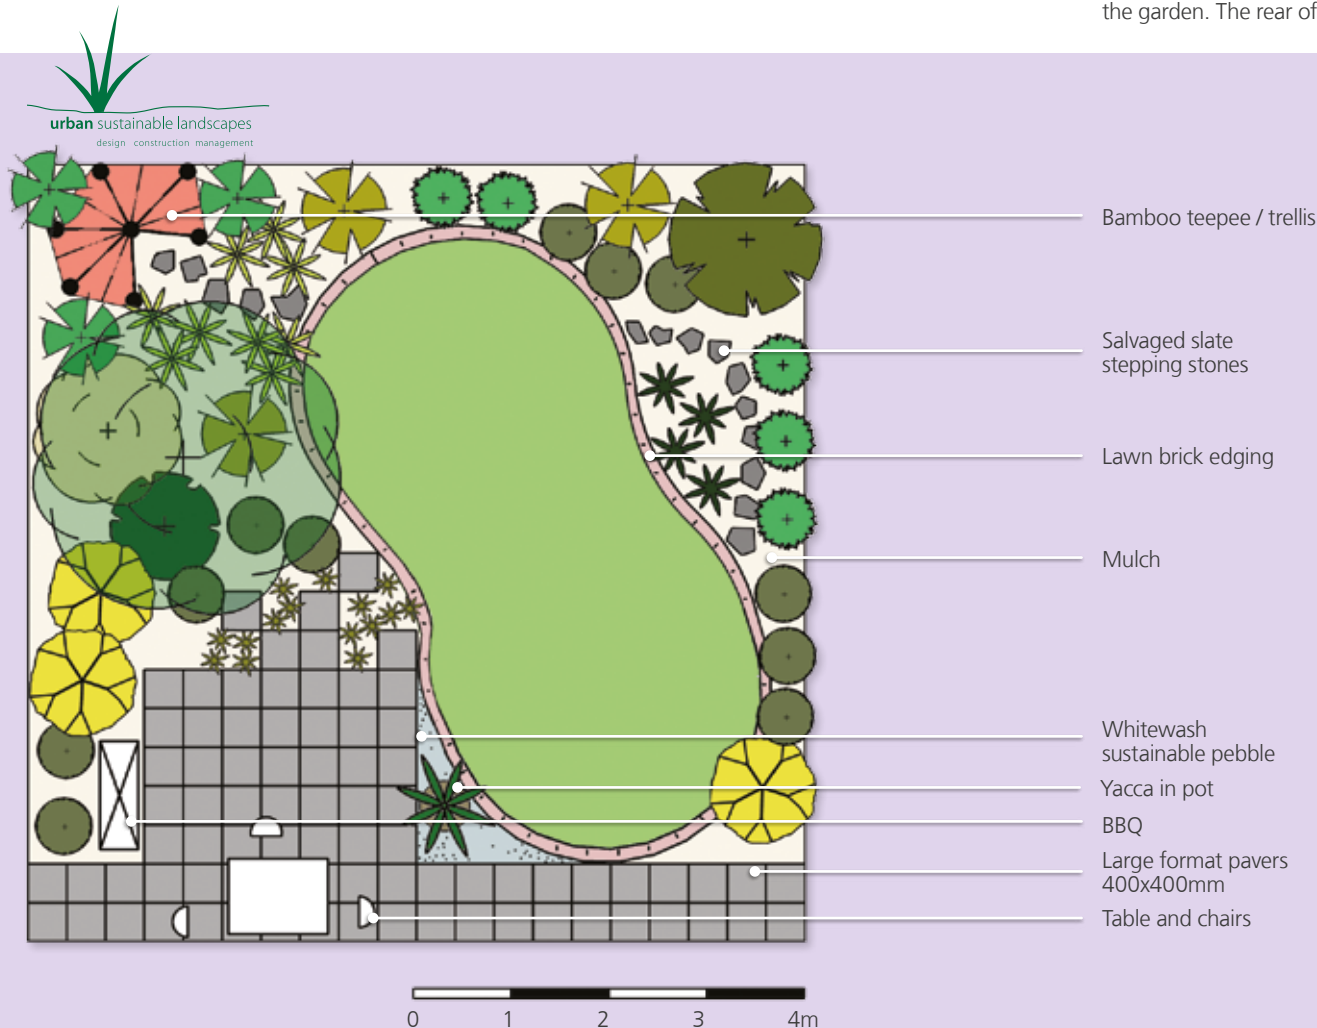 the garden. The rear of
urban sustainable landscapes
design construction management
Bamboo teepee / trellis
Salvaged slate
stepping stones
Lawn brick edging
Mulch
Whitewash
sustainable pebble
Yacca in pot
BBQ
Large format pavers
400x400mm
Table and chairs
0 1 2 3 4m